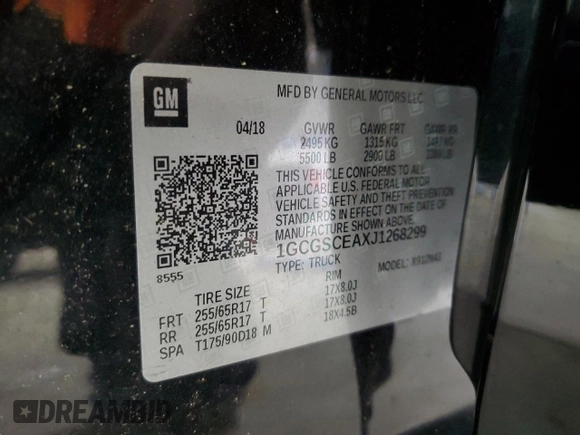 GM
MFD BY GENERAL MOTORS LLC
04/18 GVWR GAWR FRT GAWR RR
2495 KG 1315 KG
5500 LB 2900 LB
THIS VEHICLE CONFORMS TO ALL
APPLICABLE U.S. FEDERAL MOTOR
VEHICLE SAFETY AND THEFT PREVENTION
STANDARDS IN EFFECT ON THE DATE OF
MANUFACTURE SHOWN ABOVE.
1GCGSCEAXJ1268299
8555
TYPE: TRUCK
TIRE SIZE RIM
FRT 255/65R17 T 17X8.0J
RR 255/65R17 T 17X8.0J
SPA T175/90D18 M 18X4.5B
DREAMBID